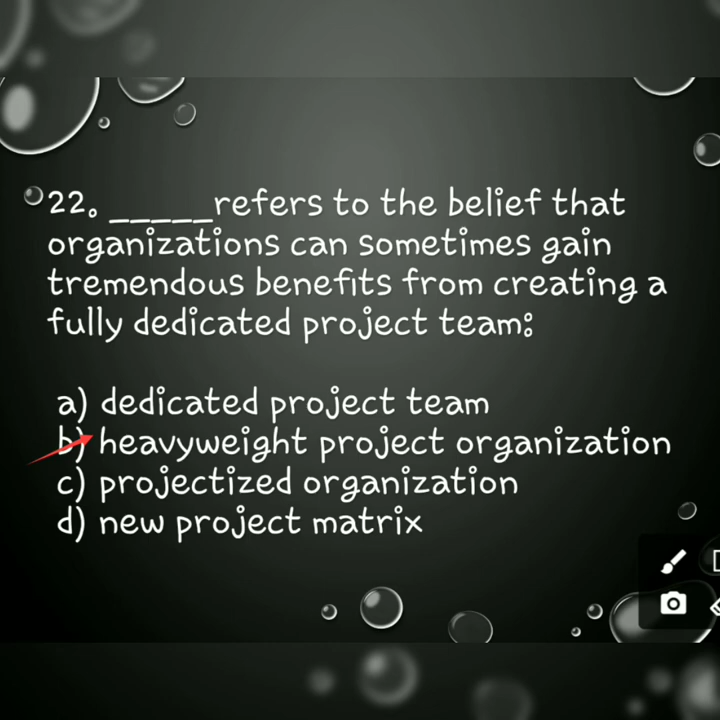 22. _____refers to the belief that
organizations can sometimes gain
tremendous benefits from creating a
fully dedicated project team:
a) dedicated project team
b) heavyweight project organization
c) projectized organization
d) new project matrix